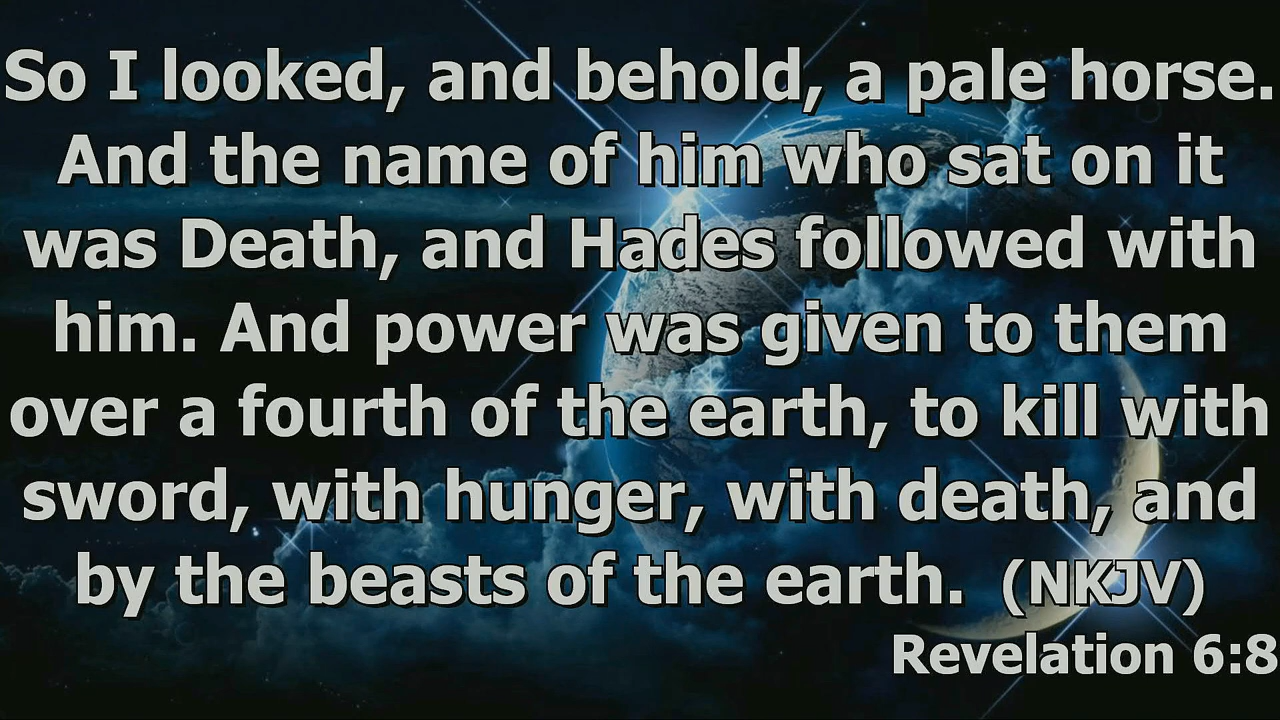 So I looked, and behold, a pale horse.
And the name of him who sat on it
was Death, and Hades followed with
him. And power was given to them
over a fourth of the earth, to kill with
sword, with hunger, with death, and
by the beasts of the earth. (NKJV)
Revelation 6:8